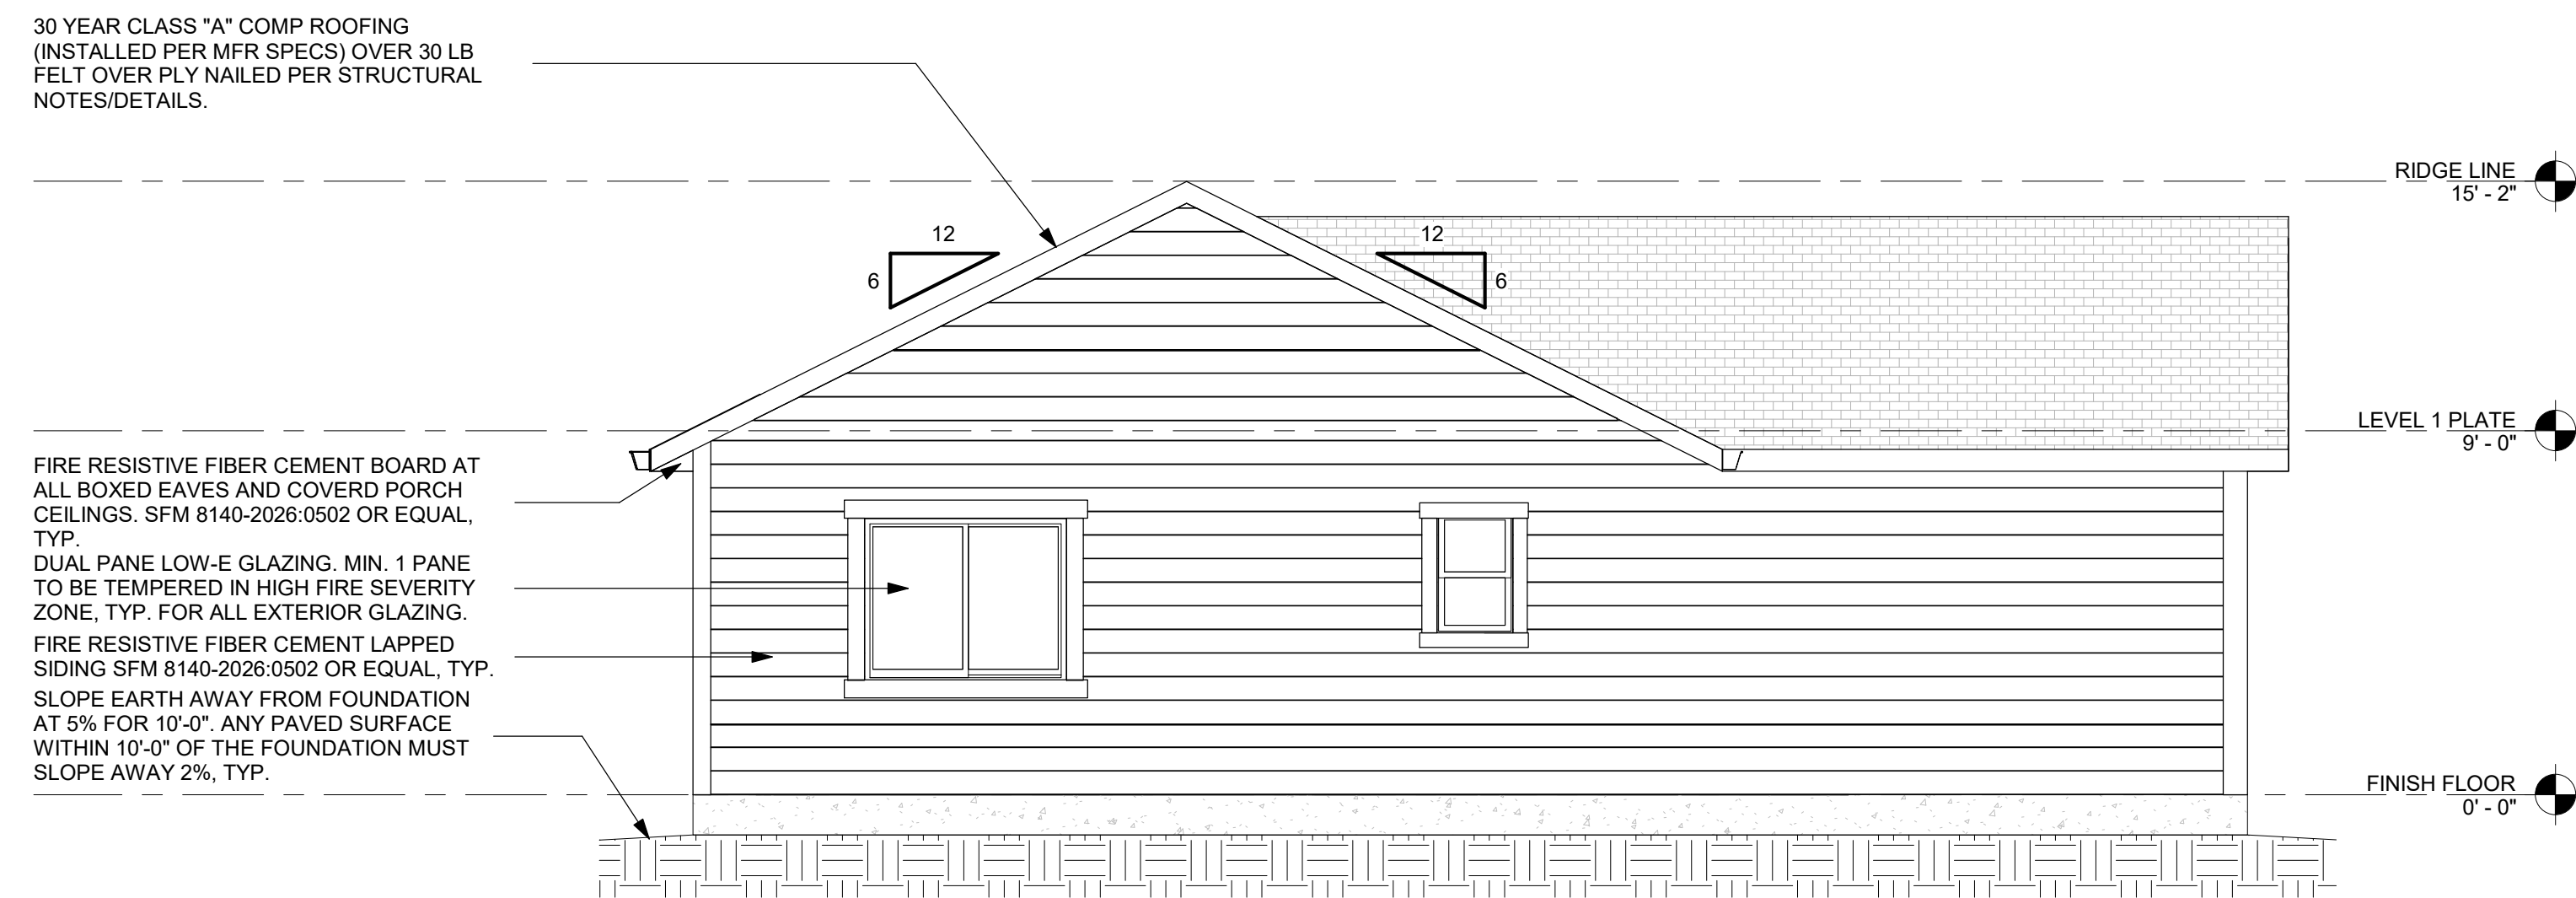 30 YEAR CLASS "A" COMP ROOFING
(INSTALLED PER MFR SPECS) OVER 30 LB
FELT OVER PLY NAILED PER STRUCTURAL
NOTES/DETAILS.
RIDGE LINE
15' - 2"
12
6
12
6
LEVEL 1 PLATE
9' - 0"
FIRE RESISTIVE FIBER CEMENT BOARD AT
ALL BOXED EAVES AND COVERD PORCH
CEILINGS. SFM 8140-2026:0502 OR EQUAL,
TYP.
DUAL PANE LOW-E GLAZING. MIN. 1 PANE
TO BE TEMPERED IN HIGH FIRE SEVERITY
ZONE, TYP. FOR ALL EXTERIOR GLAZING.
FIRE RESISTIVE FIBER CEMENT LAPPED
SIDING SFM 8140-2026:0502 OR EQUAL, TYP.
SLOPE EARTH AWAY FROM FOUNDATION
AT 5% FOR 10'-0". ANY PAVED SURFACE
WITHIN 10'-0" OF THE FOUNDATION MUST
SLOPE AWAY 2%, TYP.
FINISH FLOOR
0' - 0"